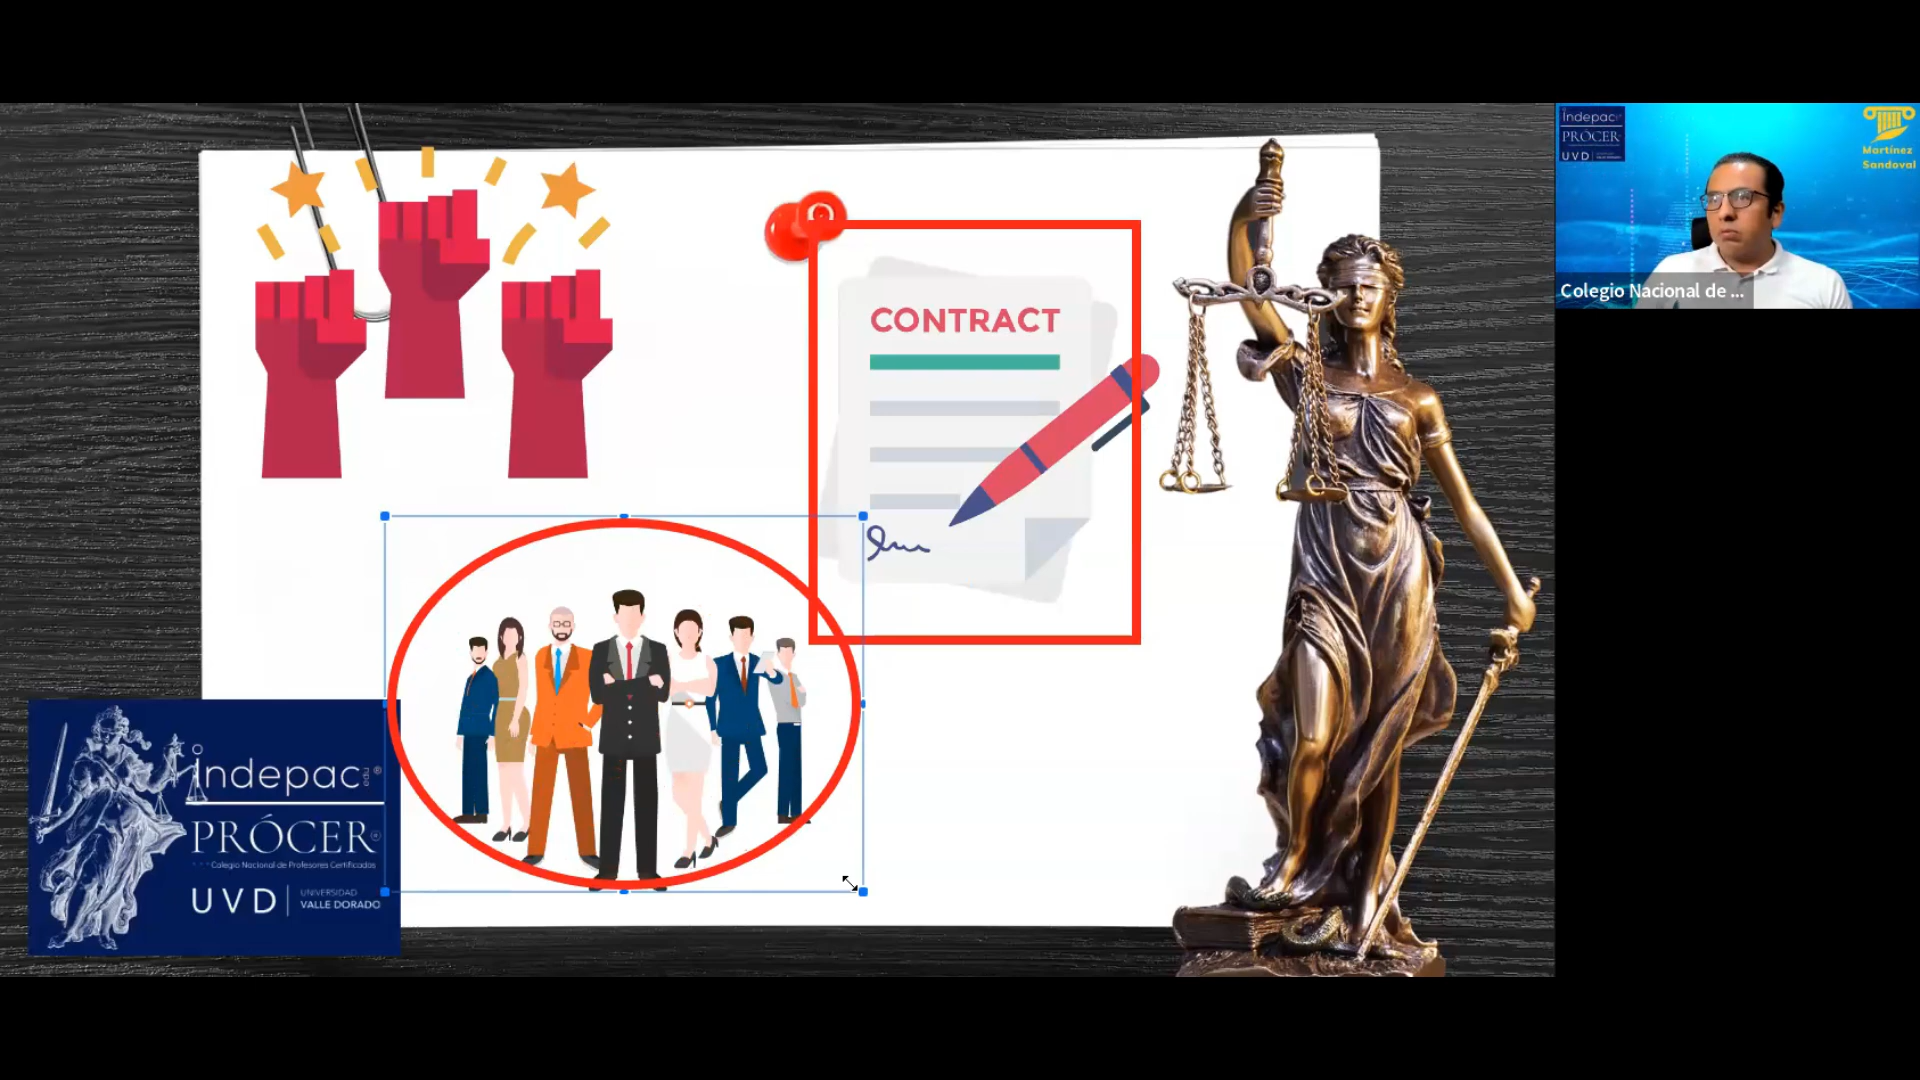 CONTRACT
indepac
PRÓCER
Colegio Nacional de Profesores Certificados
UVD
UNIVERSIDAD
VALLE DORADO
indepac
PRÓCER
UVD
Martínez
Sandoval
Colegio Nacional de ...